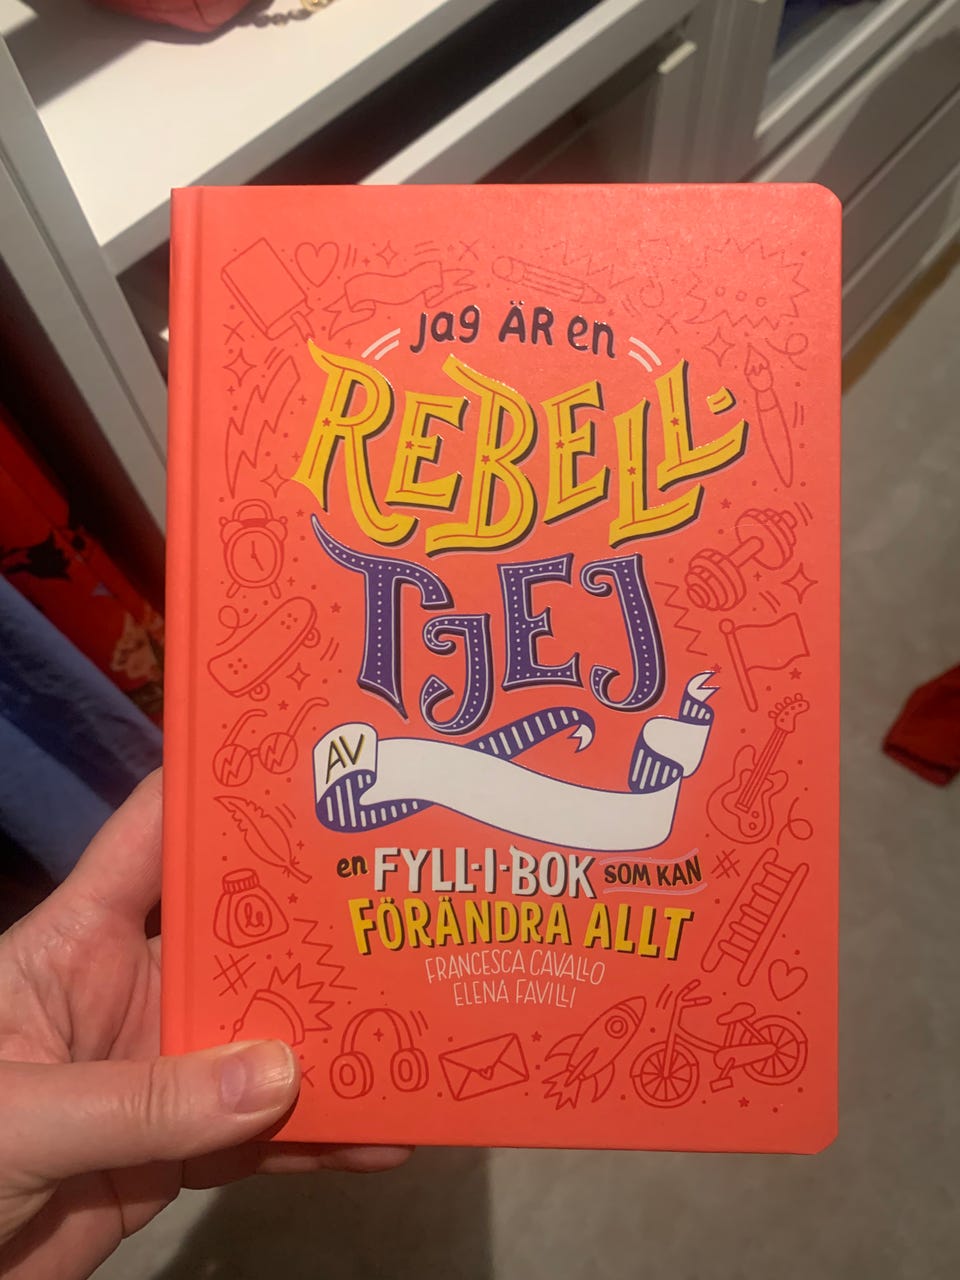 jag ÄR en
REBELL-
TJEJ
AV
en FYLL-I-BOK SOM KAN
FÖRÄNDRA ALLT
FRANCESCA CAVALLO
ELENA FAVILLI